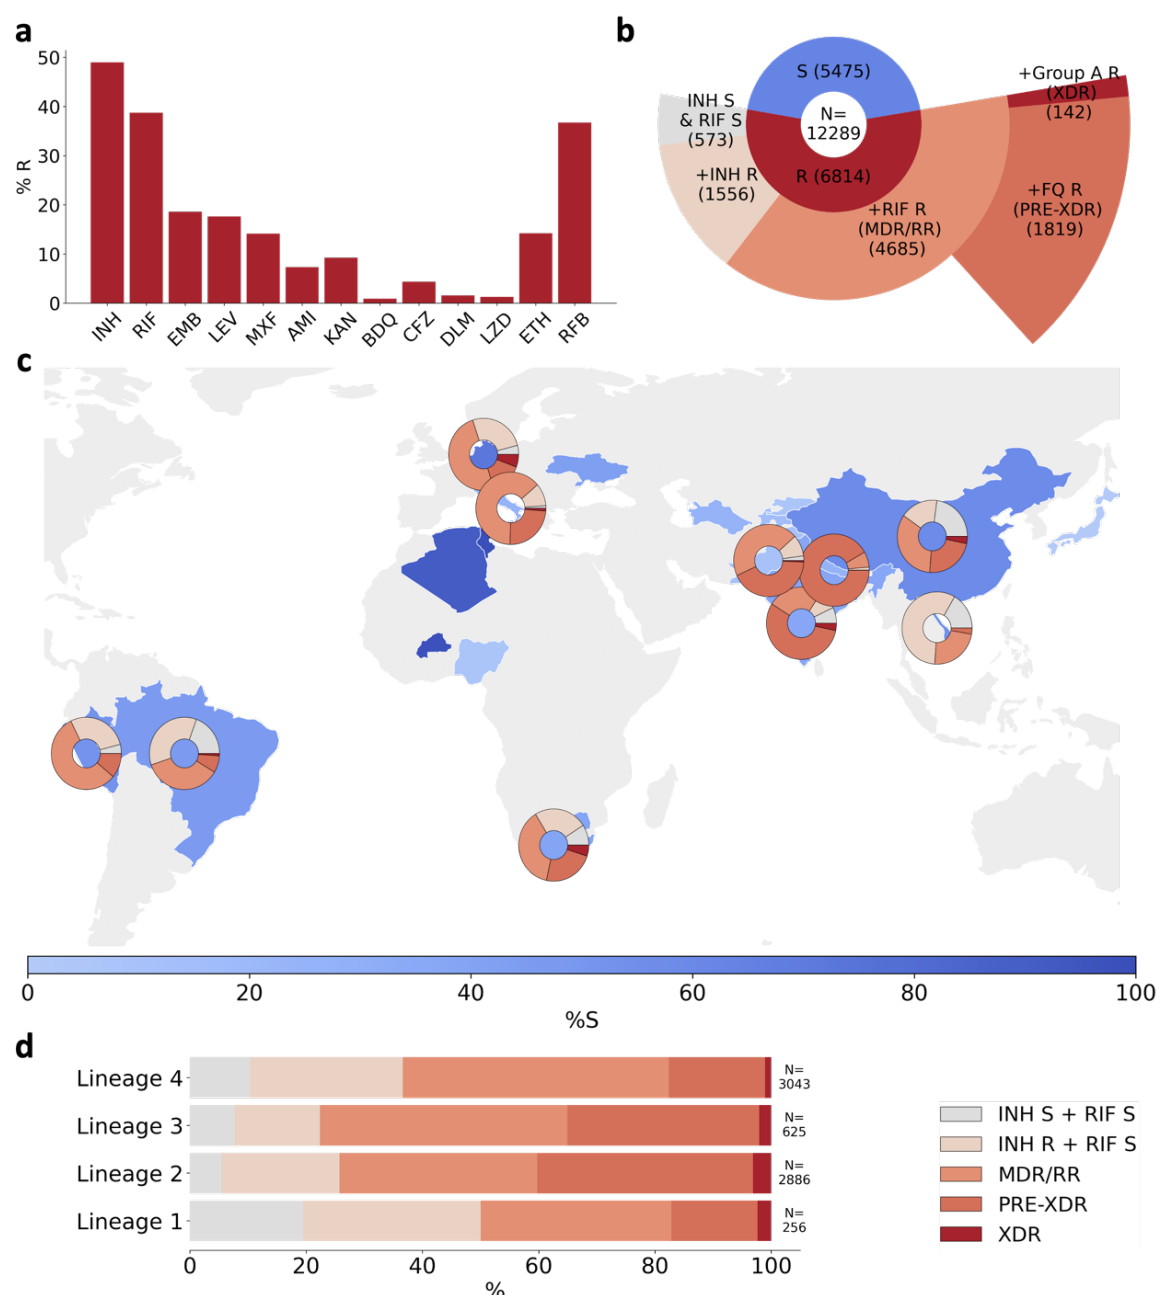 a
50
40
30
20
10
0
% R
INH
RIF
EMB
LEV
MXF
AMI
KAN
BDQ
CFZ
DLM
LZD
ETH
RFB
b
S (5475)
N=
12289
R (6814)
INH S
& RIF S
(573)
+INH R
(1556)
+RIF R
(MDR/RR)
(4685)
+Group A R
(XDR)
(142)
+FQ R
(PRE-XDR)
(1819)
c
0
20
40
60
80
100
%S
d
Lineage 4
N=
3043
Lineage 3
N=
625
Lineage 2
N=
2886
Lineage 1
N=
256
0
20
40
60
80
100
%
INH S + RIF S
INH R + RIF S
MDR/RR
PRE-XDR
XDR